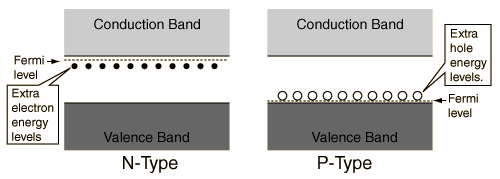 Conduction Band
Fermi
level
Extra
electron
energy
levels
Valence Band
N-Type
Conduction Band
Extra
hole
energy
levels.
Fermi
level
Valence Band
P-Type